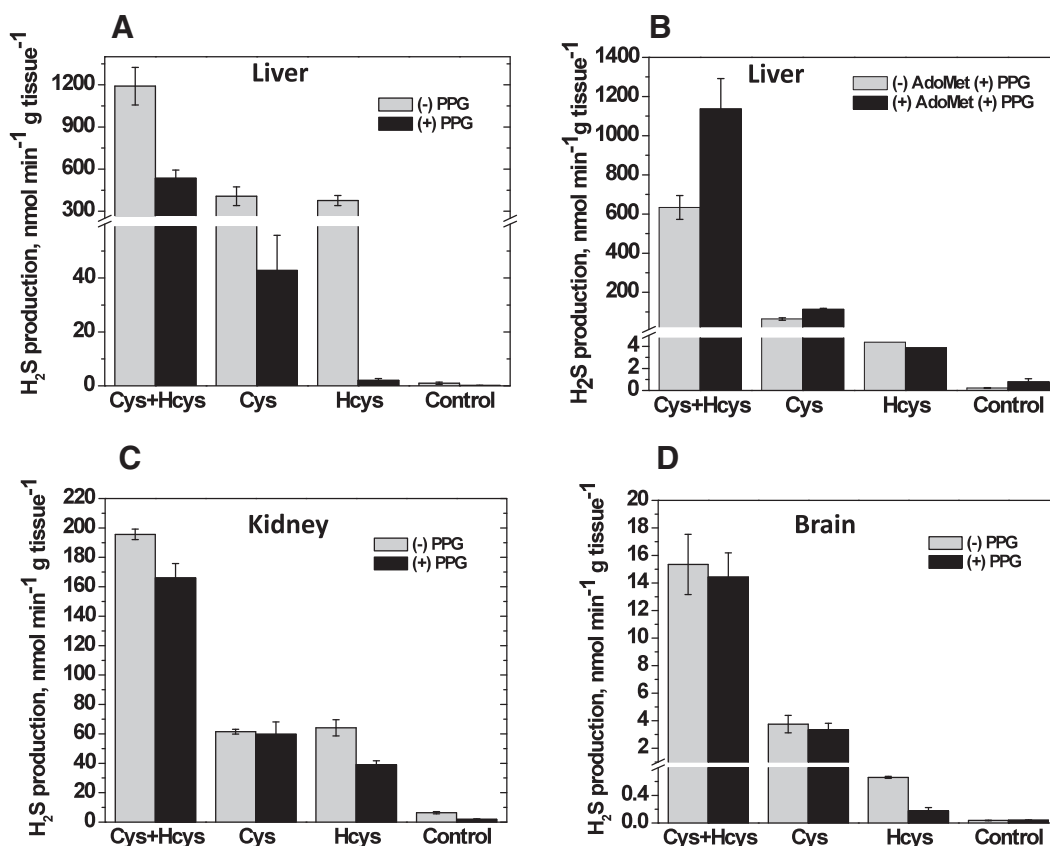 A
H₂S production, nmol min⁻¹ g tissue⁻¹
Liver
(-) PPG
(+) PPG
1200
900
600
300
40
20
0
Cys+Hcys Cys Hcys Control
B
H₂S production, nmol min⁻¹g tissue⁻¹
Liver
(-) AdoMet (+) PPG
(+) AdoMet (+) PPG
1400
1200
1000
800
600
400
200
4
2
0
Cys+Hcys Cys Hcys Control
C
H₂S production, nmol min⁻¹ g tissue⁻¹
Kidney
(-) PPG
(+) PPG
220
200
180
160
140
120
100
80
60
40
20
0
Cys+Hcys Cys Hcys Control
D
H₂S production, nmol min⁻¹ g tissue⁻¹
Brain
(-) PPG
(+) PPG
20
18
16
14
12
10
8
6
4
2
0.4
0.0
Cys+Hcys Cys Hcys Control